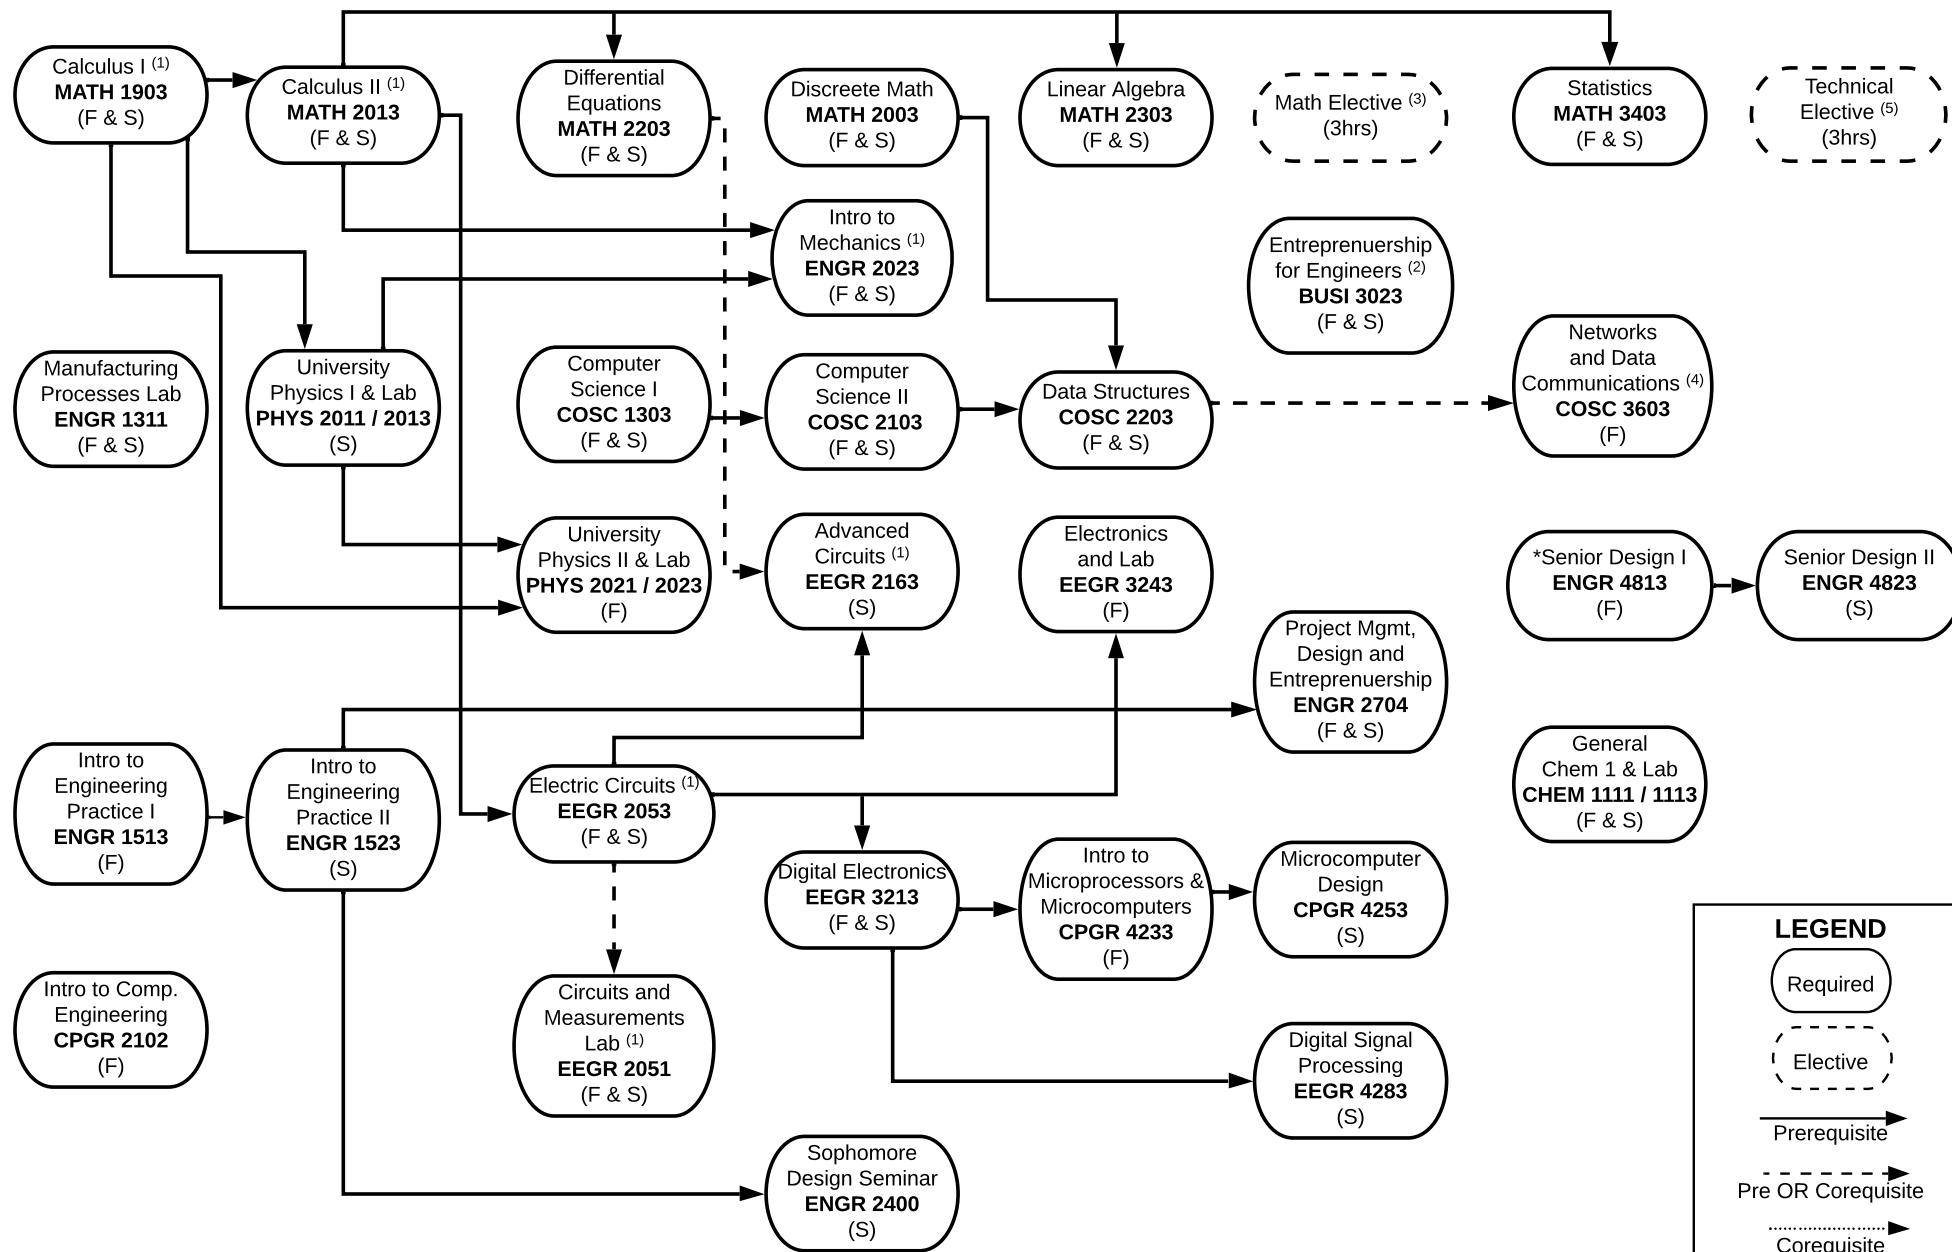 Calculus I (1)
MATH 1903
(F & S)
Calculus II (1)
MATH 2013
(F & S)
Differential
Equations
MATH 2203
(F & S)
Discreete Math
MATH 2003
(F & S)
Linear Algebra
MATH 2303
(F & S)
Math Elective (3)
(3hrs)
Statistics
MATH 3403
(F & S)
Technical
Elective (5)
(3hrs)
Intro to
Mechanics (1)
ENGR 2023
(F & S)
Entreprenuership
for Engineers (2)
BUSI 3023
(F & S)
Manufacturing
Processes Lab
ENGR 1311
(F & S)
University
Physics I & Lab
PHYS 2011 / 2013
(S)
Computer
Science I
COSC 1303
(F & S)
Computer
Science II
COSC 2103
(F & S)
Data Structures
COSC 2203
(F & S)
Networks
and Data
Communications (4)
COSC 3603
(F)
University
Physics II & Lab
PHYS 2021 / 2023
(F)
Advanced
Circuits (1)
EEGR 2163
(S)
Electronics
and Lab
EEGR 3243
(F)
*Senior Design I
ENGR 4813
(F)
Senior Design II
ENGR 4823
(S)
Project Mgmt,
Design and
Entreprenuership
ENGR 2704
(F & S)
Intro to
Engineering
Practice I
ENGR 1513
(F)
Intro to
Engineering
Practice II
ENGR 1523
(S)
Electric Circuits (1)
EEGR 2053
(F & S)
General
Chem 1 & Lab
CHEM 1111 / 1113
(F & S)
Digital Electronics
EEGR 3213
(F & S)
Intro to
Microprocessors &
Microcomputers
CPGR 4233
(F)
Microcomputer
Design
CPGR 4253
(S)
Intro to Comp.
Engineering
CPGR 2102
(F)
Circuits and
Measurements
Lab (1)
EEGR 2051
(F & S)
Digital Signal
Processing
EEGR 4283
(S)
Sophomore
Design Seminar
ENGR 2400
(S)
LEGEND
Required
Elective
Prerequisite
Pre OR Corequisite
Corequisite